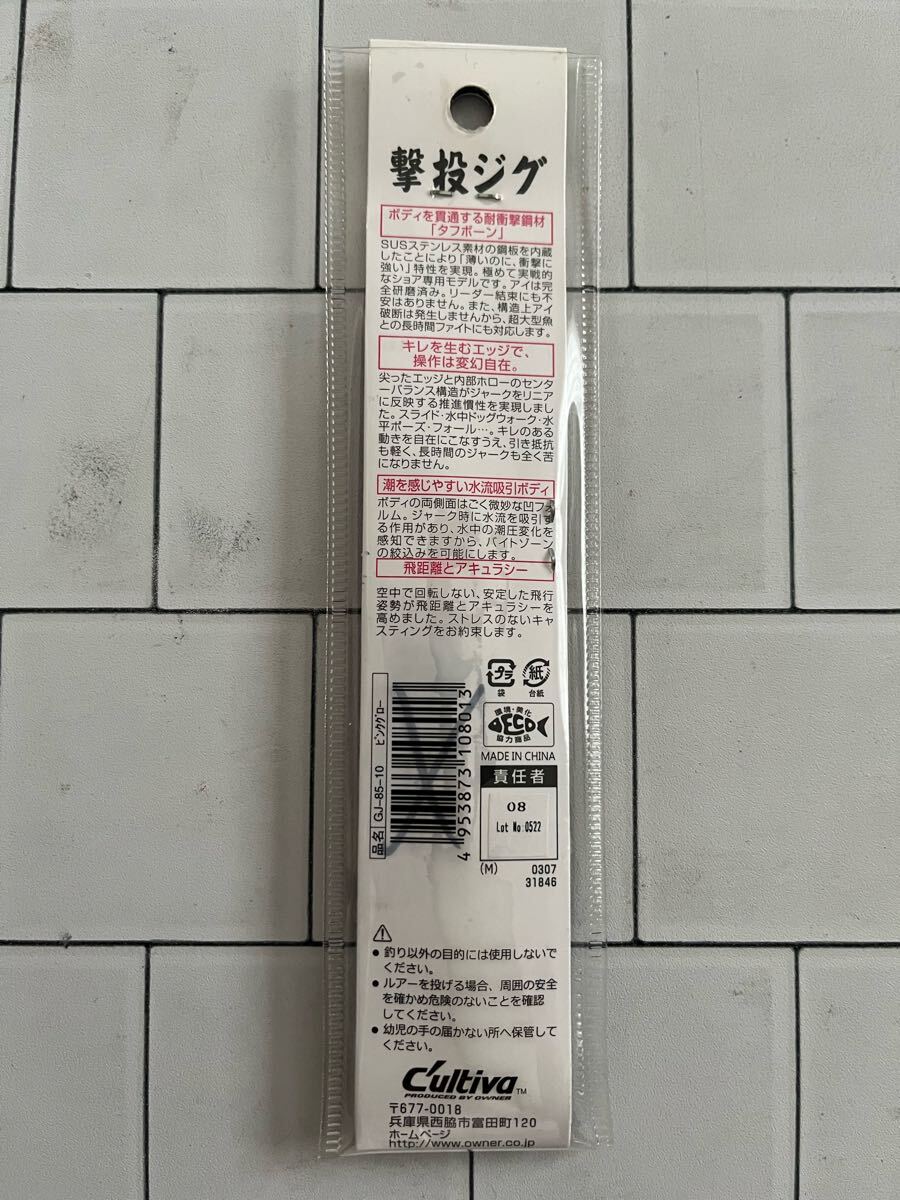 撃投ジグ
ボディを貫通する耐衝撃鋼材
「タフボーン」
SUSステンレス素材の鋼板を内蔵
したことにより「薄いのに、衝撃に
強い」特性を実現。極めて実戦的
なショア専用モデルです。アイは完
全研磨済み。リーダー結束にも不
安はありません。また、構造上アイ
破断は発生しませんから、超大型魚
との長時間ファイトにも対応します。
キレを生むエッジで、
操作は変幻自在。
尖ったエッジと内部ホローのセンタ
ーバランス構造がジャークをリニア
に反映する推進慣性を実現しまし
た。スライド・水中ドッグウォーク・水
平ポーズ・フォール…。キレのある
動きを自在にこなすうえ、引き抵抗
も軽く、長時間のジャークも全く苦
になりません。
潮を感じやすい水流吸引ボディ
ボディの両側面はごく微妙な凹フォ
ルム。ジャーク時に水流を吸引す
る作用があり、水中の潮圧変化を
感知できますから、バイトゾーン
の絞込みを可能にします。
飛距離とアキュラシー
空中で回転しない、安定した飛行
姿勢が飛距離とアキュラシーを
高めました。ストレスのないキャ
スティングをお約束します。
プラ
袋
紙
台紙
環境・美化
ECO
協力商品
MADE IN CHINA
責任者
08
Lot No 0522
(M)
0307
31846
品名 GJ-85-10 ピンクグロー
4 953873 108013
釣り以外の目的には使用しないで
ください。
ルアーを投げる場合、周囲の安全
を確かめ危険のないことを確認
してください。
幼児の手の届かない所へ保管して
ください。
C'ultiva™
PRODUCED BY OWNER
〒677-0018
兵庫県西脇市富田町120
ホームページ
http://www.owner.co.jp